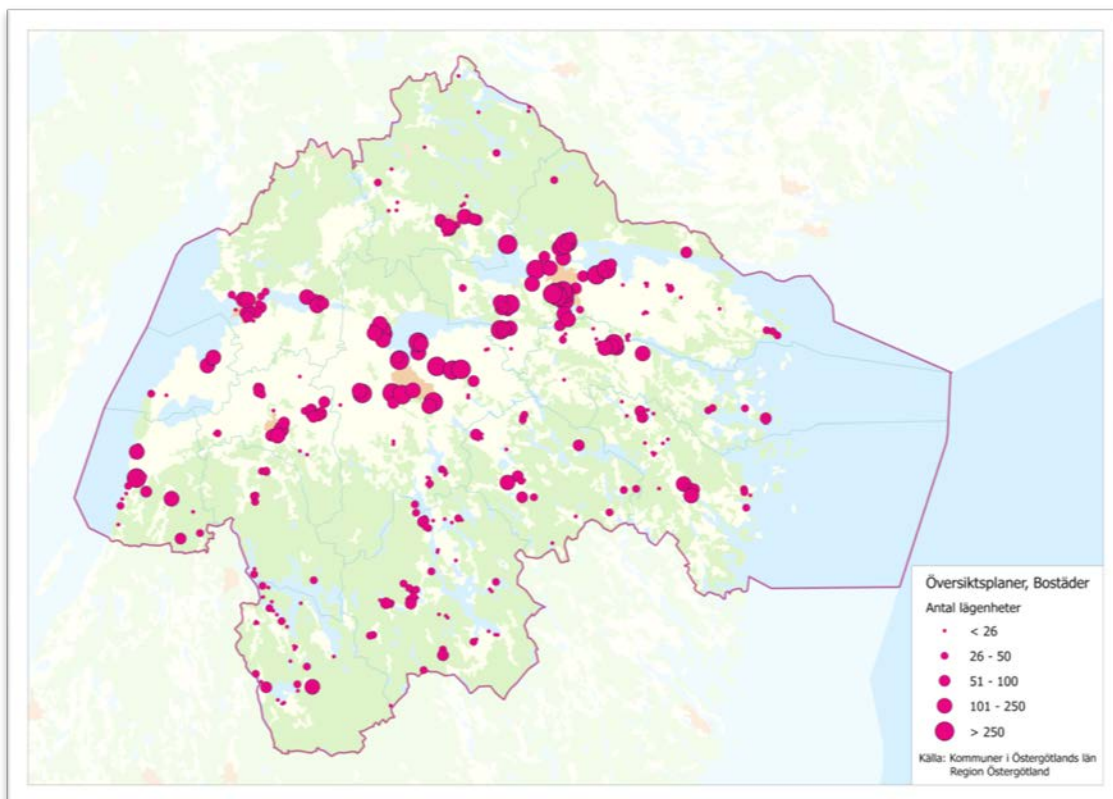 Översiktsplaner, Bostäder
Antal lägenheter
< 26
26 - 50
51 - 100
101 - 250
> 250
Källa: Kommuner i Östergötlands län
Region Östergötland